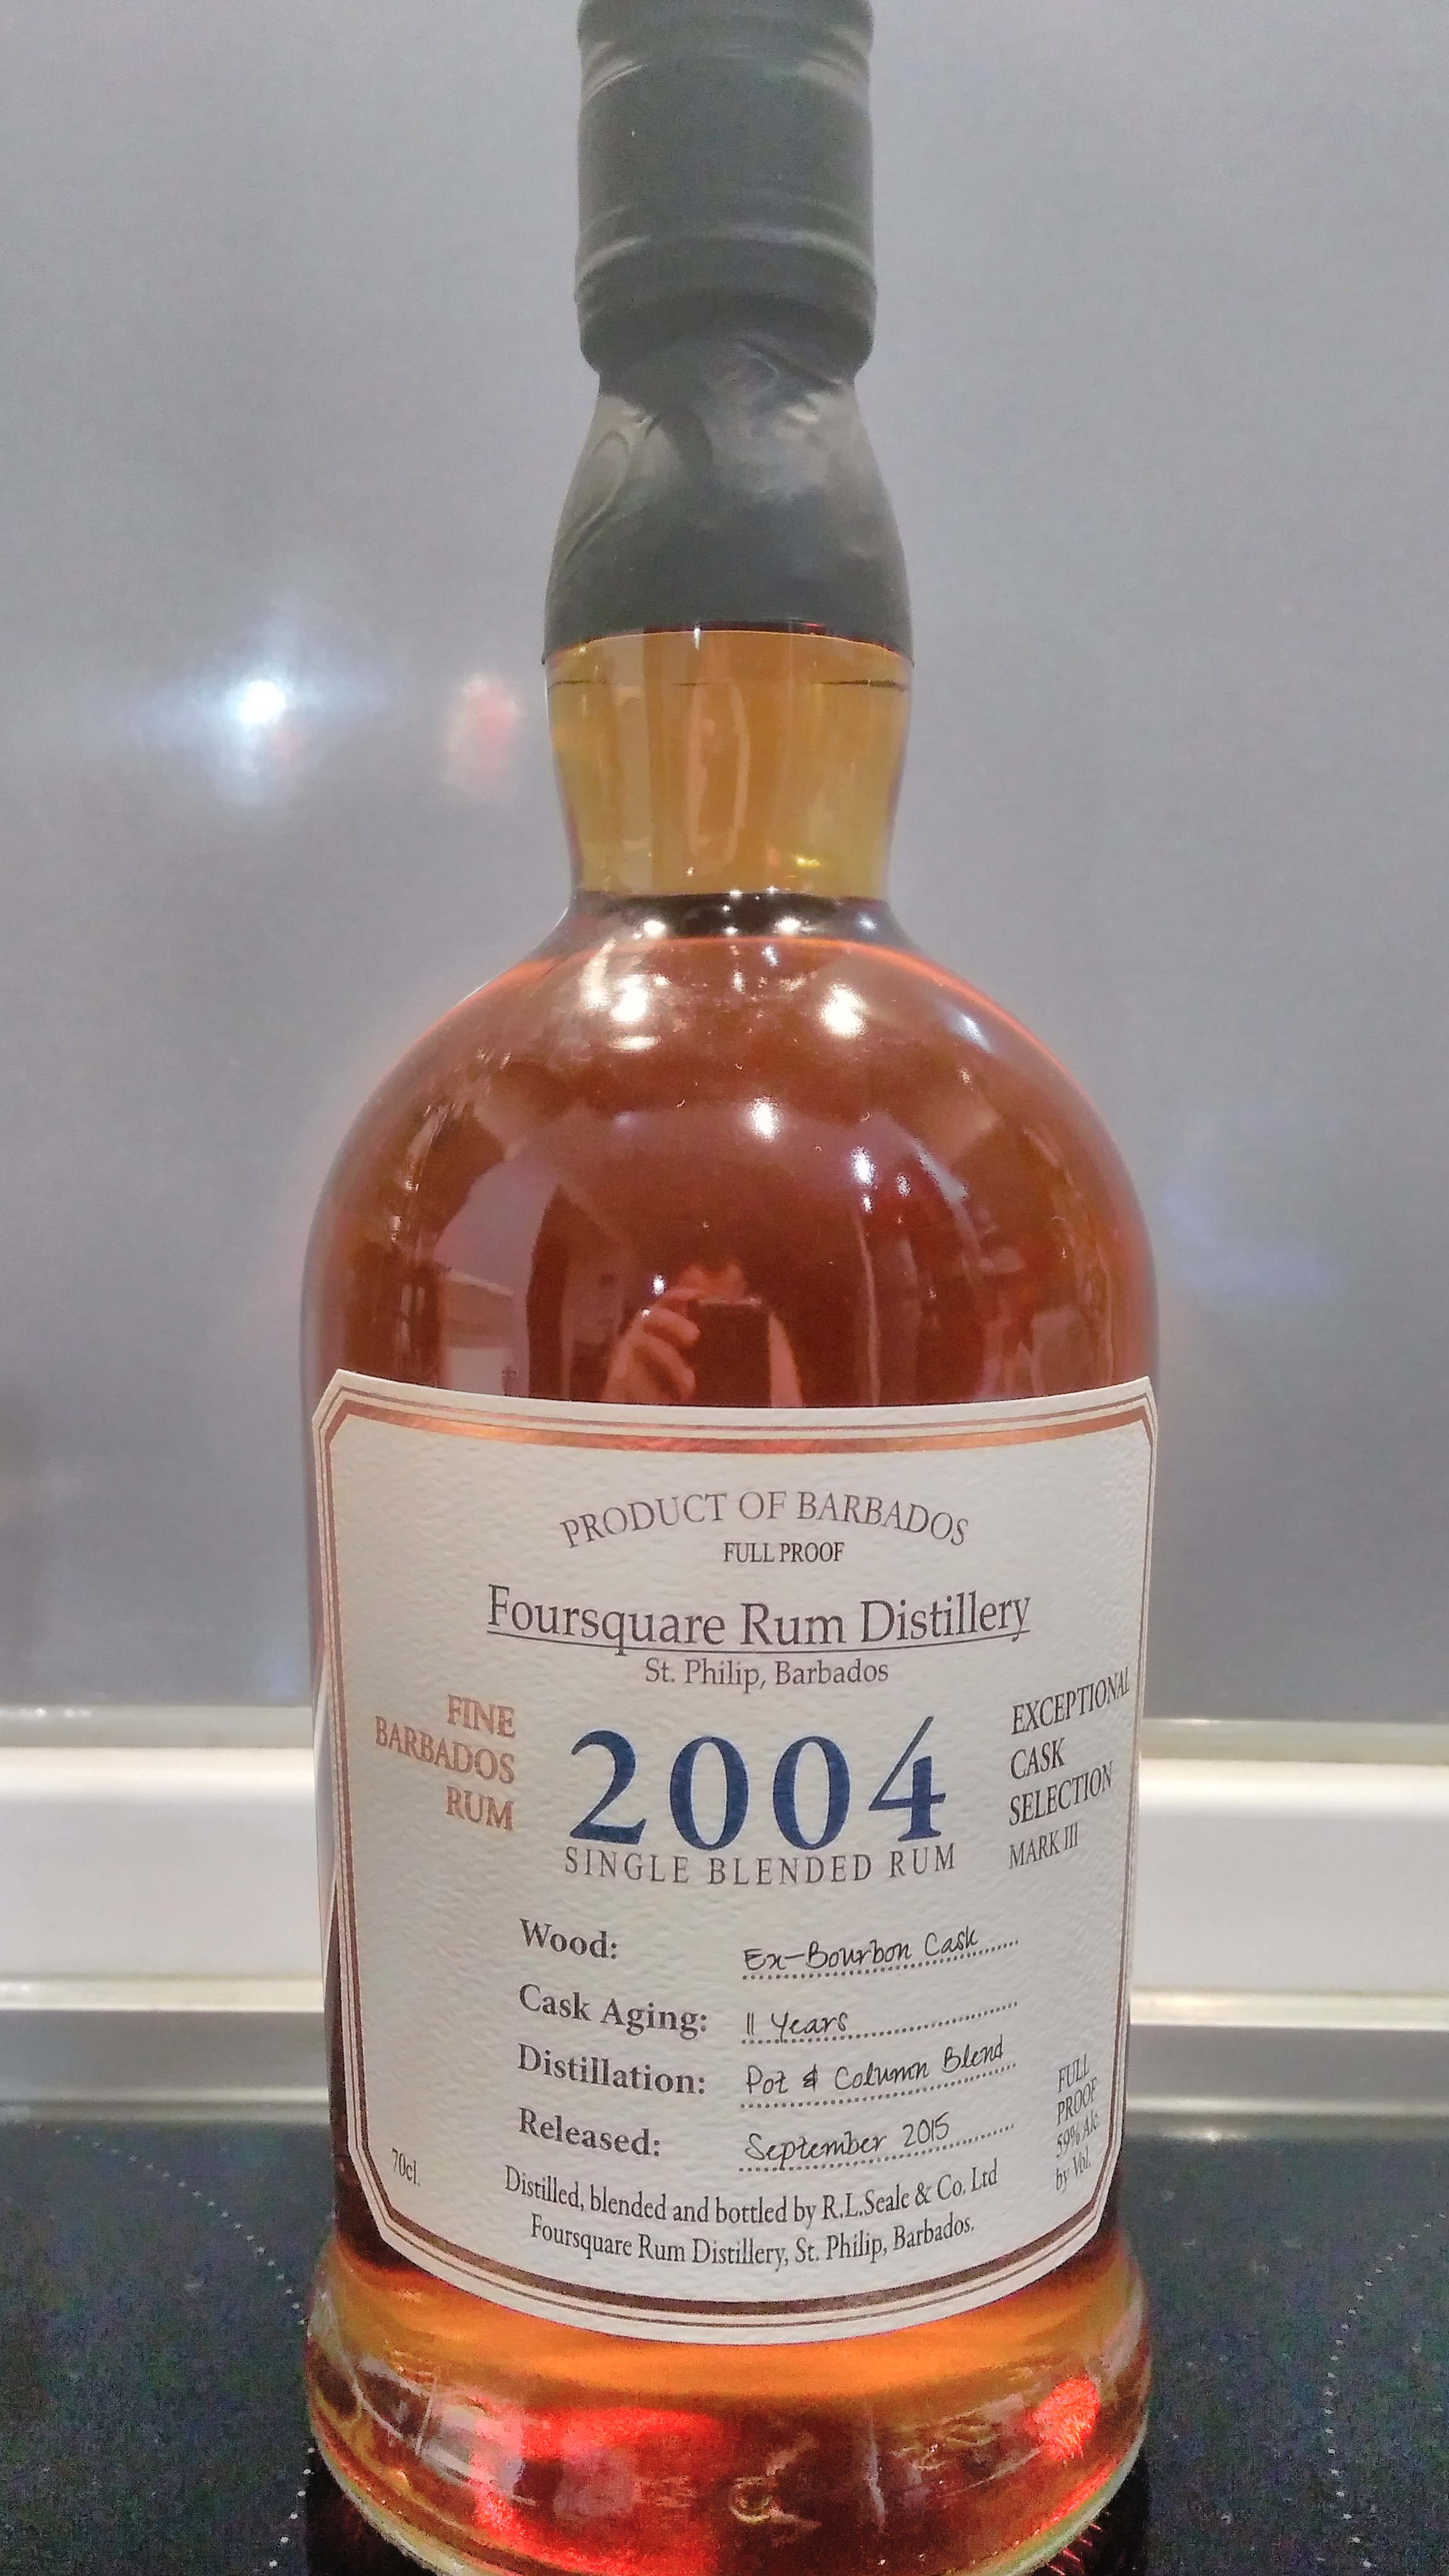 PRODUCT OF BARBADOS
FULL PROOF
Foursquare Rum Distillery
St. Philip, Barbados
FINE
BARBADOS
RUM
2004
SINGLE BLENDED RUM
EXCEPTIONAL
CASK
SELECTION
MARK III
Wood: Ex-Bourbon Cask
Cask Aging: 11 Years
Distillation: Pot & Column Blend
Released: September 2015
FULL
PROOF
59% Alc.
by Vol.
70cl.
Distilled, blended and bottled by R.L.Seale & Co. Ltd
Foursquare Rum Distillery, St. Philip, Barbados.